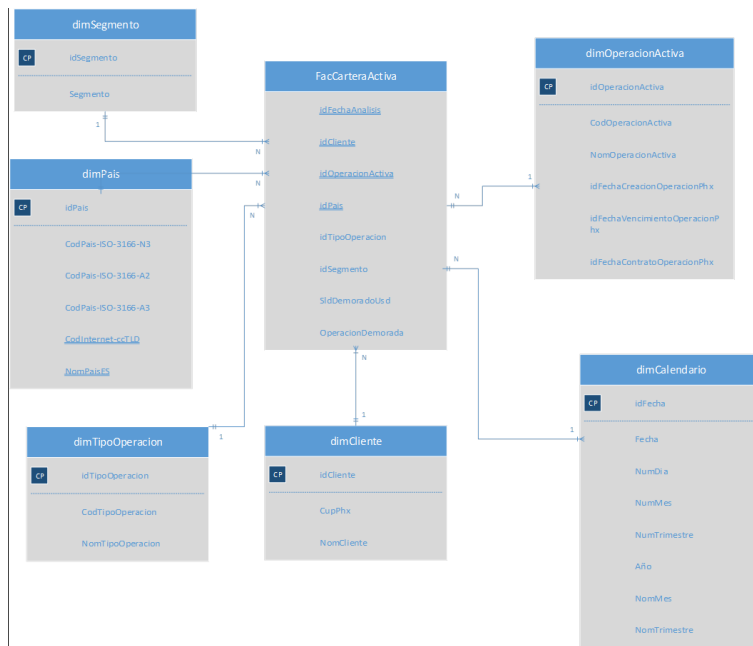 dimSegmento
CP idSegmento
Segmento
1
N
dimPais
CP idPais
CodPais-ISO-3166-N3
CodPais-ISO-3166-A2
CodPais-ISO-3166-A3
CodInternet-ccTLD
NomPaisES
N
N
FacCarteraActiva
idFechaAnalisis
idCliente
idOperacionActiva
idPais
idTipoOperacion
idSegmento
SldDemoradoUsd
OperacionDemorada
N
1
N
1
dimOperacionActiva
CP idOperacionActiva
CodOperacionActiva
NomOperacionActiva
idFechaCreacionOperacionPhx
idFechaVencimientoOperacionP
hx
idFechaContratoOperacionPhx
dimTipoOperacion
CP idTipoOperacion
CodTipoOperacion
NomTipoOperacion
1
N
1
dimCliente
CP idCliente
CupPhx
NomCliente
dimCalendario
CP idFecha
Fecha
NumDia
NumMes
NumTrimestre
Año
NomMes
NomTrimestre